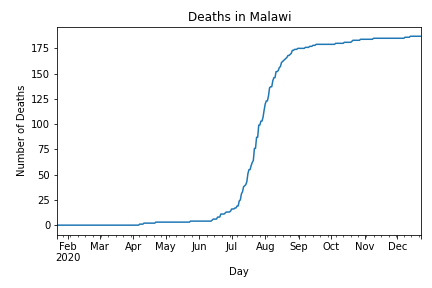 Deaths in Malawi
Number of Deaths
175
150
125
100
75
50
25
0
Feb Mar Apr May Jun Jul Aug Sep Oct Nov Dec
2020
Day